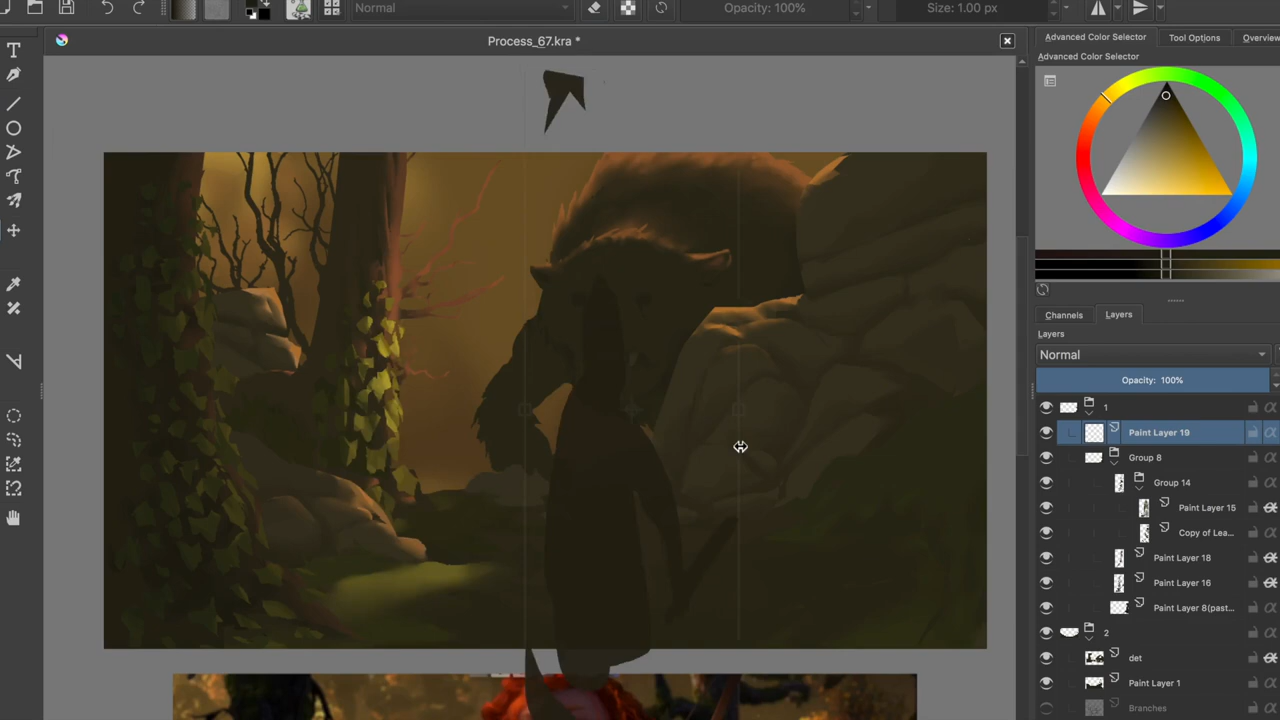 Normal
Opacity: 100%
Size: 1.00 px
Process_67.kra *
Advanced Color Selector
Tool Options
Overview
Advanced Color Selector
Channels
Layers
Layers
Normal
Opacity: 100%
1
Paint Layer 19
Group 8
Group 14
Paint Layer 15
Copy of Lea...
Paint Layer 18
Paint Layer 16
Paint Layer 8(past...
2
det
Paint Layer 1
Branches